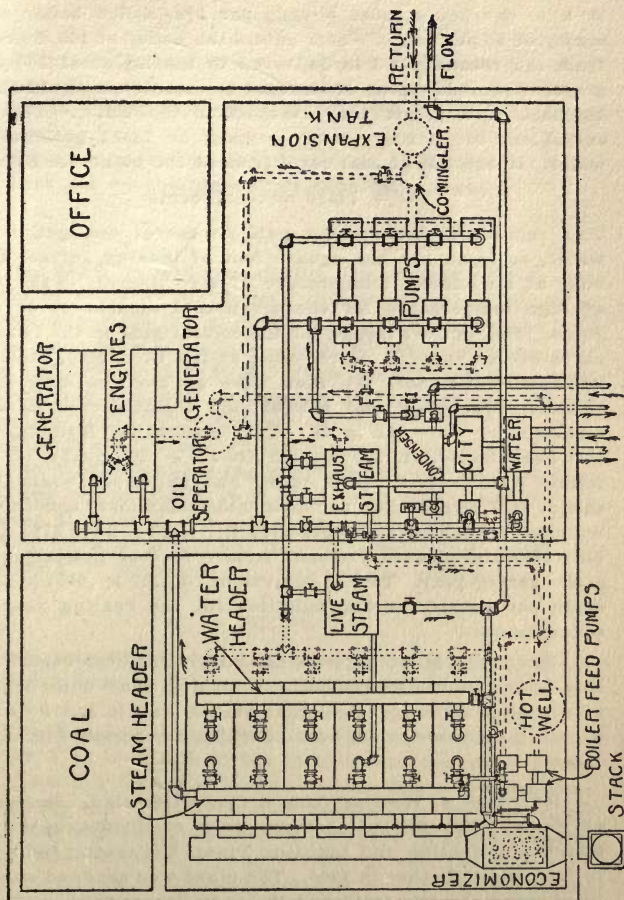 RETURN
FLOW
EXPANSION
TANK.
CO-MINGLER.
OFFICE
PUMPS
GENERATOR
ENGINES
GENERATOR
OIL
SEPERATOR
EXHAUST
STEAM
CONDENSER
CITY
WATER
LIVE
STEAM
WATER
HEADER
COAL
STEAM HEADER
HOT
WELL
BOILER FEED PUMPS
STACK
ECONOMIZER